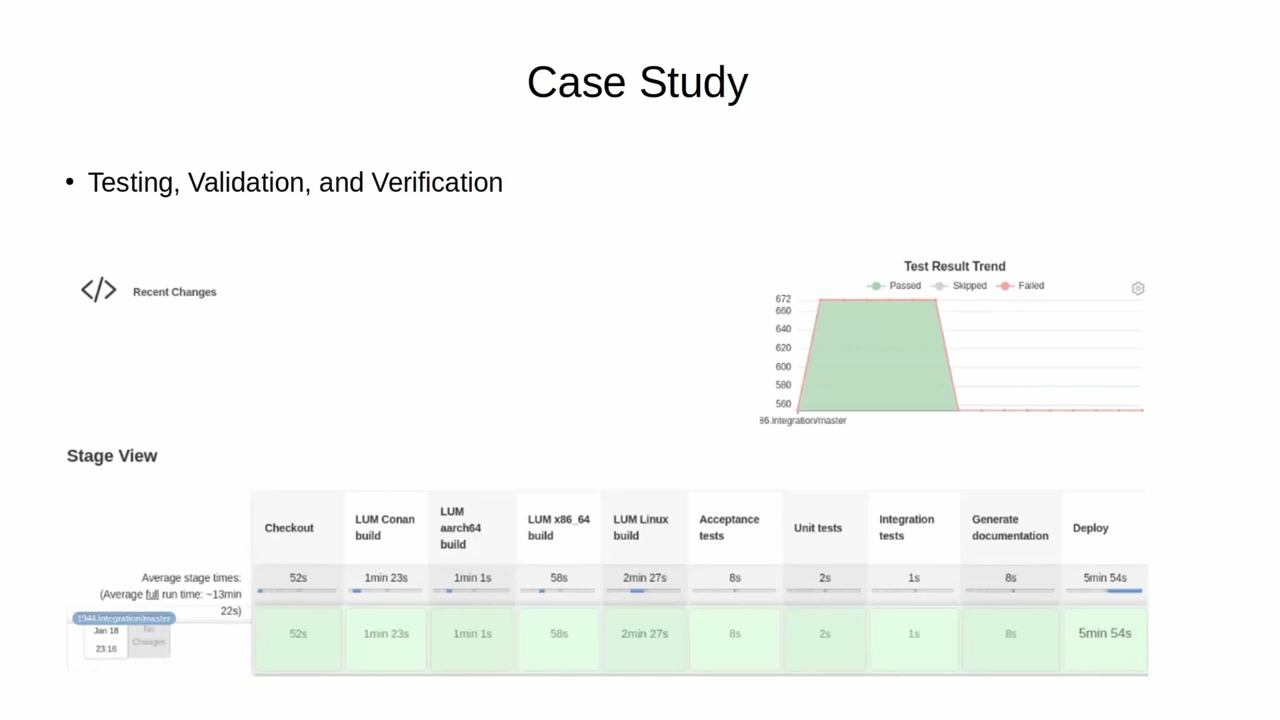 Case Study
• Testing, Validation, and Verification
</> Recent Changes
Test Result Trend
Passed Skipped Failed
672
660
640
620
600
580
560
86.integration/master
Stage View
Checkout
LUM Conan
build
LUM
aarch64
build
LUM x86_64
build
LUM Linux
build
Acceptance
tests
Unit tests
Integration
tests
Generate
documentation
Deploy
Average stage times:
(Average full run time: ~13min
22s)
52s 1min 23s 1min 1s 58s 2min 27s 8s 2s 1s 8s 5min 54s
1944.integration/master
Jan 18
23:16
No
Changes
52s 1min 23s 1min 1s 58s 2min 27s 8s 2s 1s 8s 5min 54s